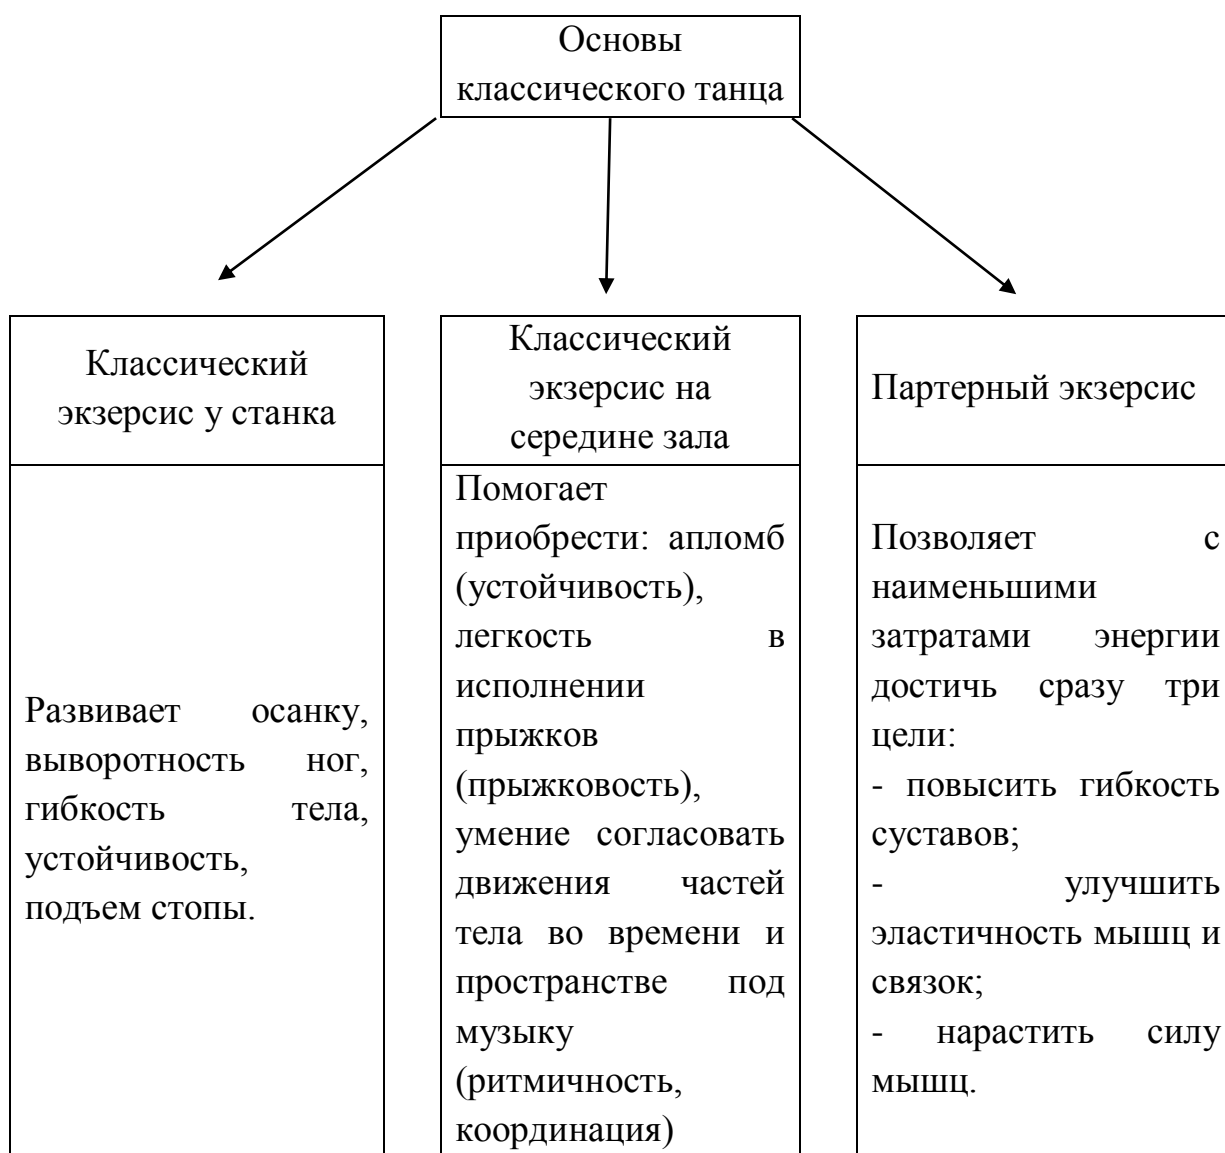 Основы
классического танца
Классический
экзерсис у станка
Развивает осанку,
выворотность ног,
гибкость тела,
устойчивость,
подъем стопы.
Классический
экзерсис на
середине зала
Помогает
приобрести: апломб
(устойчивость),
легкость в
исполнении
прыжков
(прыжковость),
умение согласовать
движения частей
тела во времени и
пространстве под
музыку
(ритмичность,
координация)
Партерный экзерсис
Позволяет с
наименьшими
затратами энергии
достичь сразу три
цели:
- повысить гибкость
суставов;
- улучшить
эластичность мышц и
связок;
- нарастить силу
мышц.